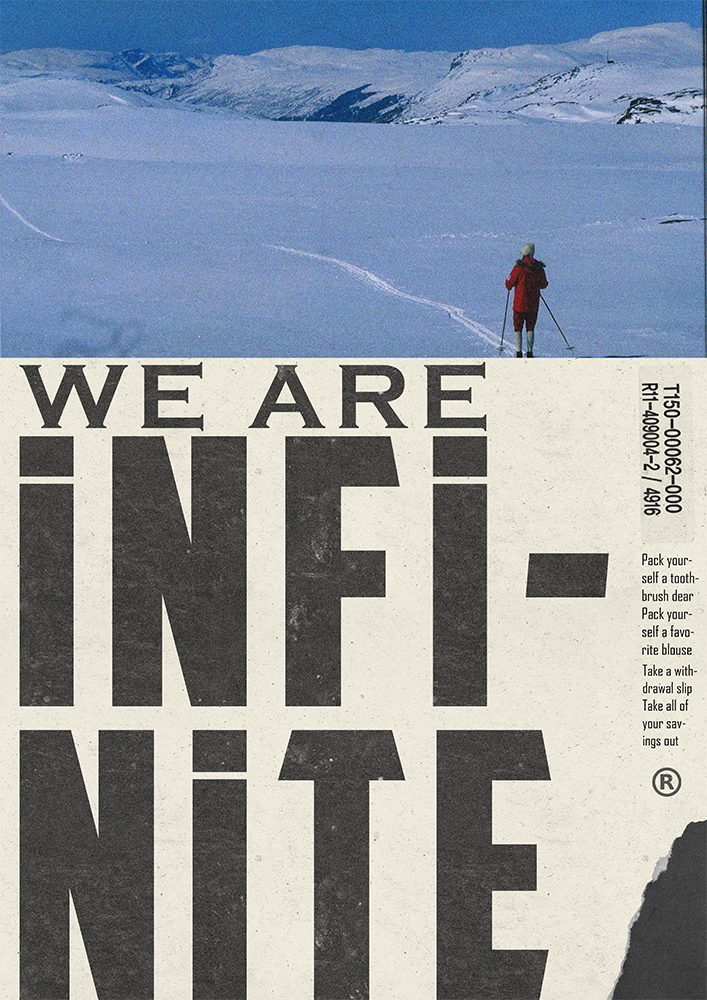 WE ARE
iNFi-
NiTE
T150-00062-000
R11-409004-2 / 4916
Pack your-
self a tooth-
brush dear
Pack your-
self a favo-
rite blouse
Take a with-
drawal slip
Take all of
your sav-
ings out
®